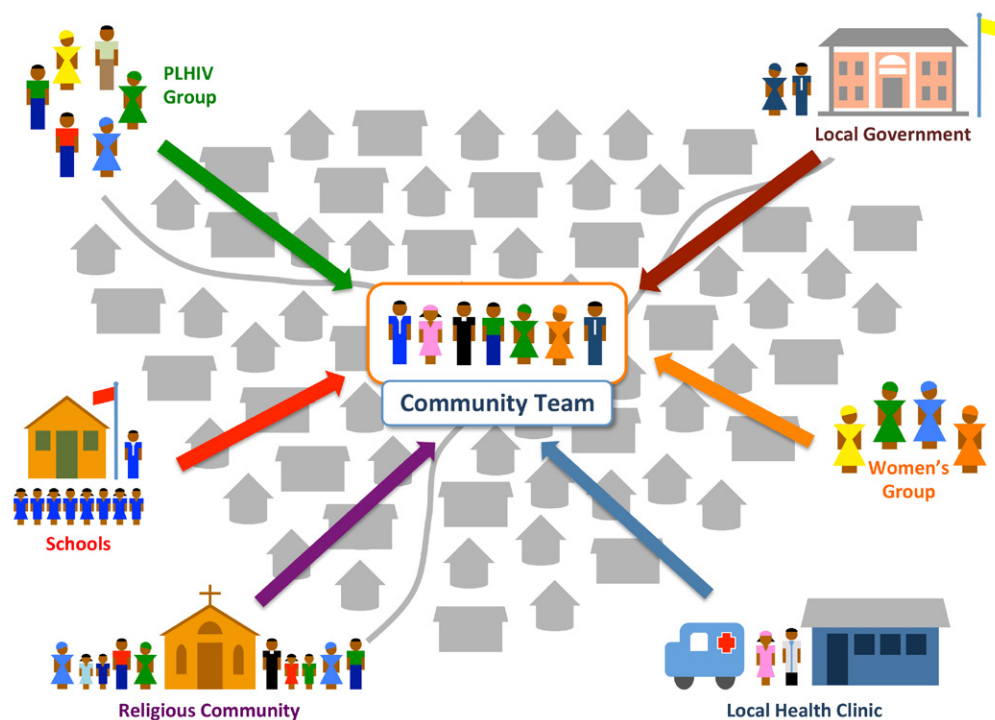 PLHIV
Group
Local Government
Community Team
Women's
Group
Schools
Religious Community
Local Health Clinic